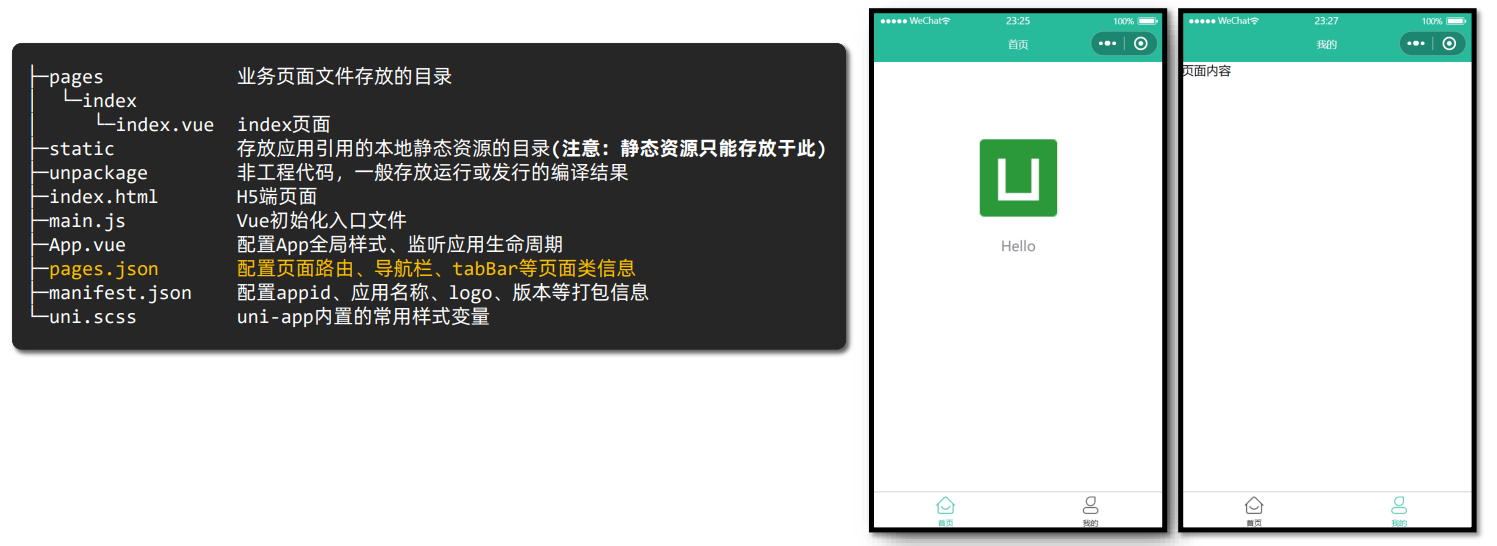 ├─pages 业务页面文件存放的目录
│ └─index
│ └─index.vue index页面
├─static 存放应用引用的本地静态资源的目录(注意：静态资源只能存放于此)
├─unpackage 非工程代码，一般存放运行或发行的编译结果
├─index.html H5端页面
├─main.js Vue初始化入口文件
├─App.vue 配置App全局样式、监听应用生命周期
├─pages.json 配置页面路由、导航栏、tabBar等页面类信息
├─manifest.json 配置appid、应用名称、logo、版本等打包信息
└─uni.scss uni-app内置的常用样式变量
WeChat 23:25 100%
首页
Hello
首页 我的
WeChat 23:27 100%
我的
页面内容
首页 我的